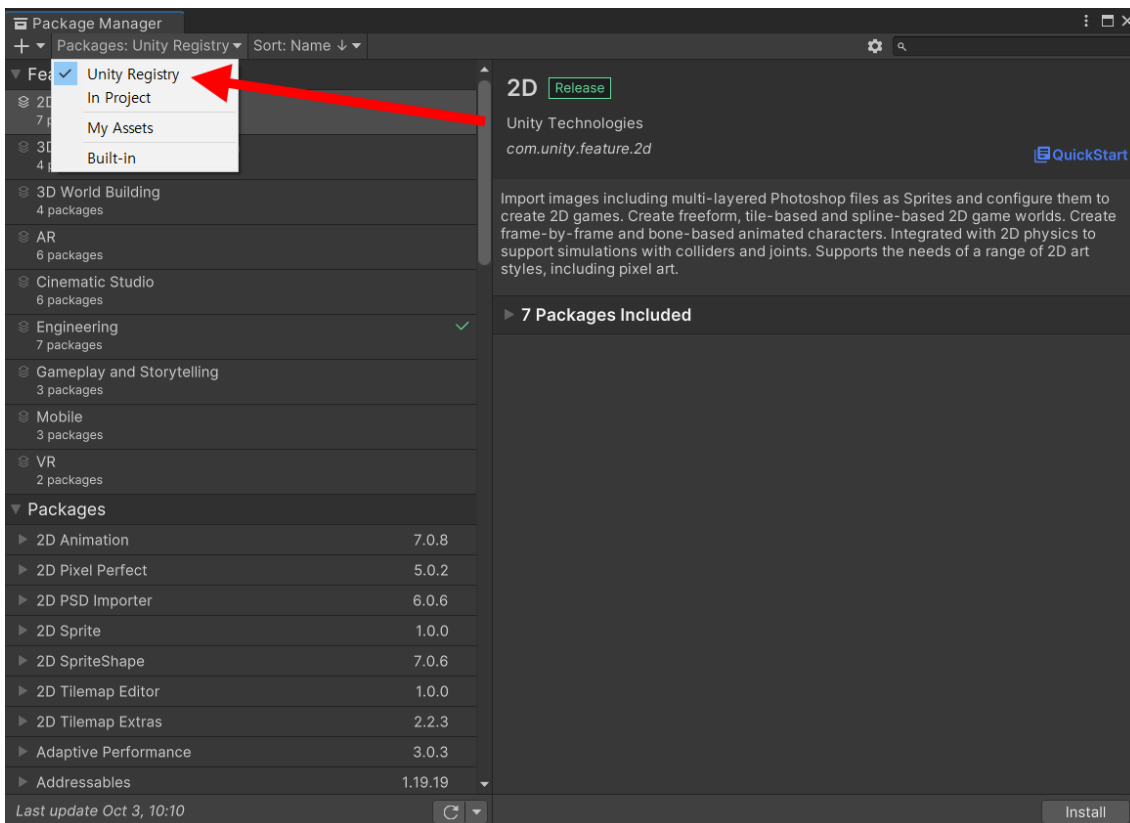 Package Manager
Packages: Unity Registry Sort: Name
Unity Registry
In Project
My Assets
Built-in
3D World Building
4 packages
AR
6 packages
Cinematic Studio
6 packages
Engineering
7 packages
Gameplay and Storytelling
3 packages
Mobile
3 packages
VR
2 packages
Packages
2D Animation 7.0.8
2D Pixel Perfect 5.0.2
2D PSD Importer 6.0.6
2D Sprite 1.0.0
2D SpriteShape 7.0.6
2D Tilemap Editor 1.0.0
2D Tilemap Extras 2.2.3
Adaptive Performance 3.0.3
Addressables 1.19.19
Last update Oct 3, 10:10
2D Release
Unity Technologies
com.unity.feature.2d
QuickStart
Import images including multi-layered Photoshop files as Sprites and configure them to
create 2D games. Create freeform, tile-based and spline-based 2D game worlds. Create
frame-by-frame and bone-based animated characters. Integrated with 2D physics to
support simulations with colliders and joints. Supports the needs of a range of 2D art
styles, including pixel art.
7 Packages Included
Install